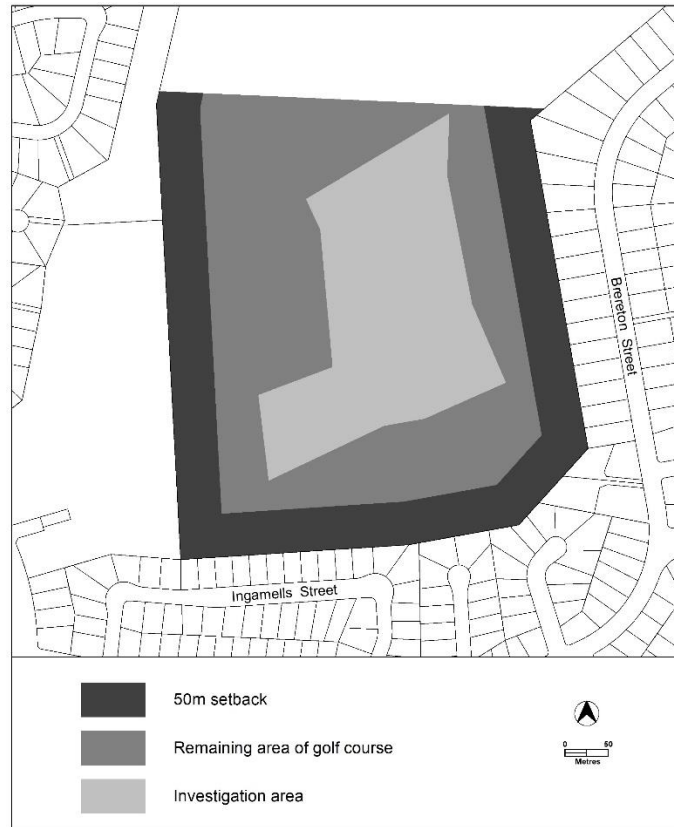 Brereton Street
Ingamells Street
50m setback
Remaining area of golf course
Investigation area
0 50
Metres